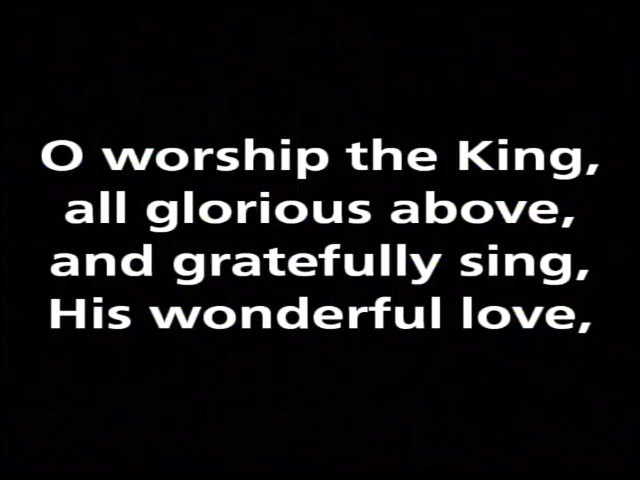 O worship the King,
all glorious above,
and gratefully sing,
His wonderful love,